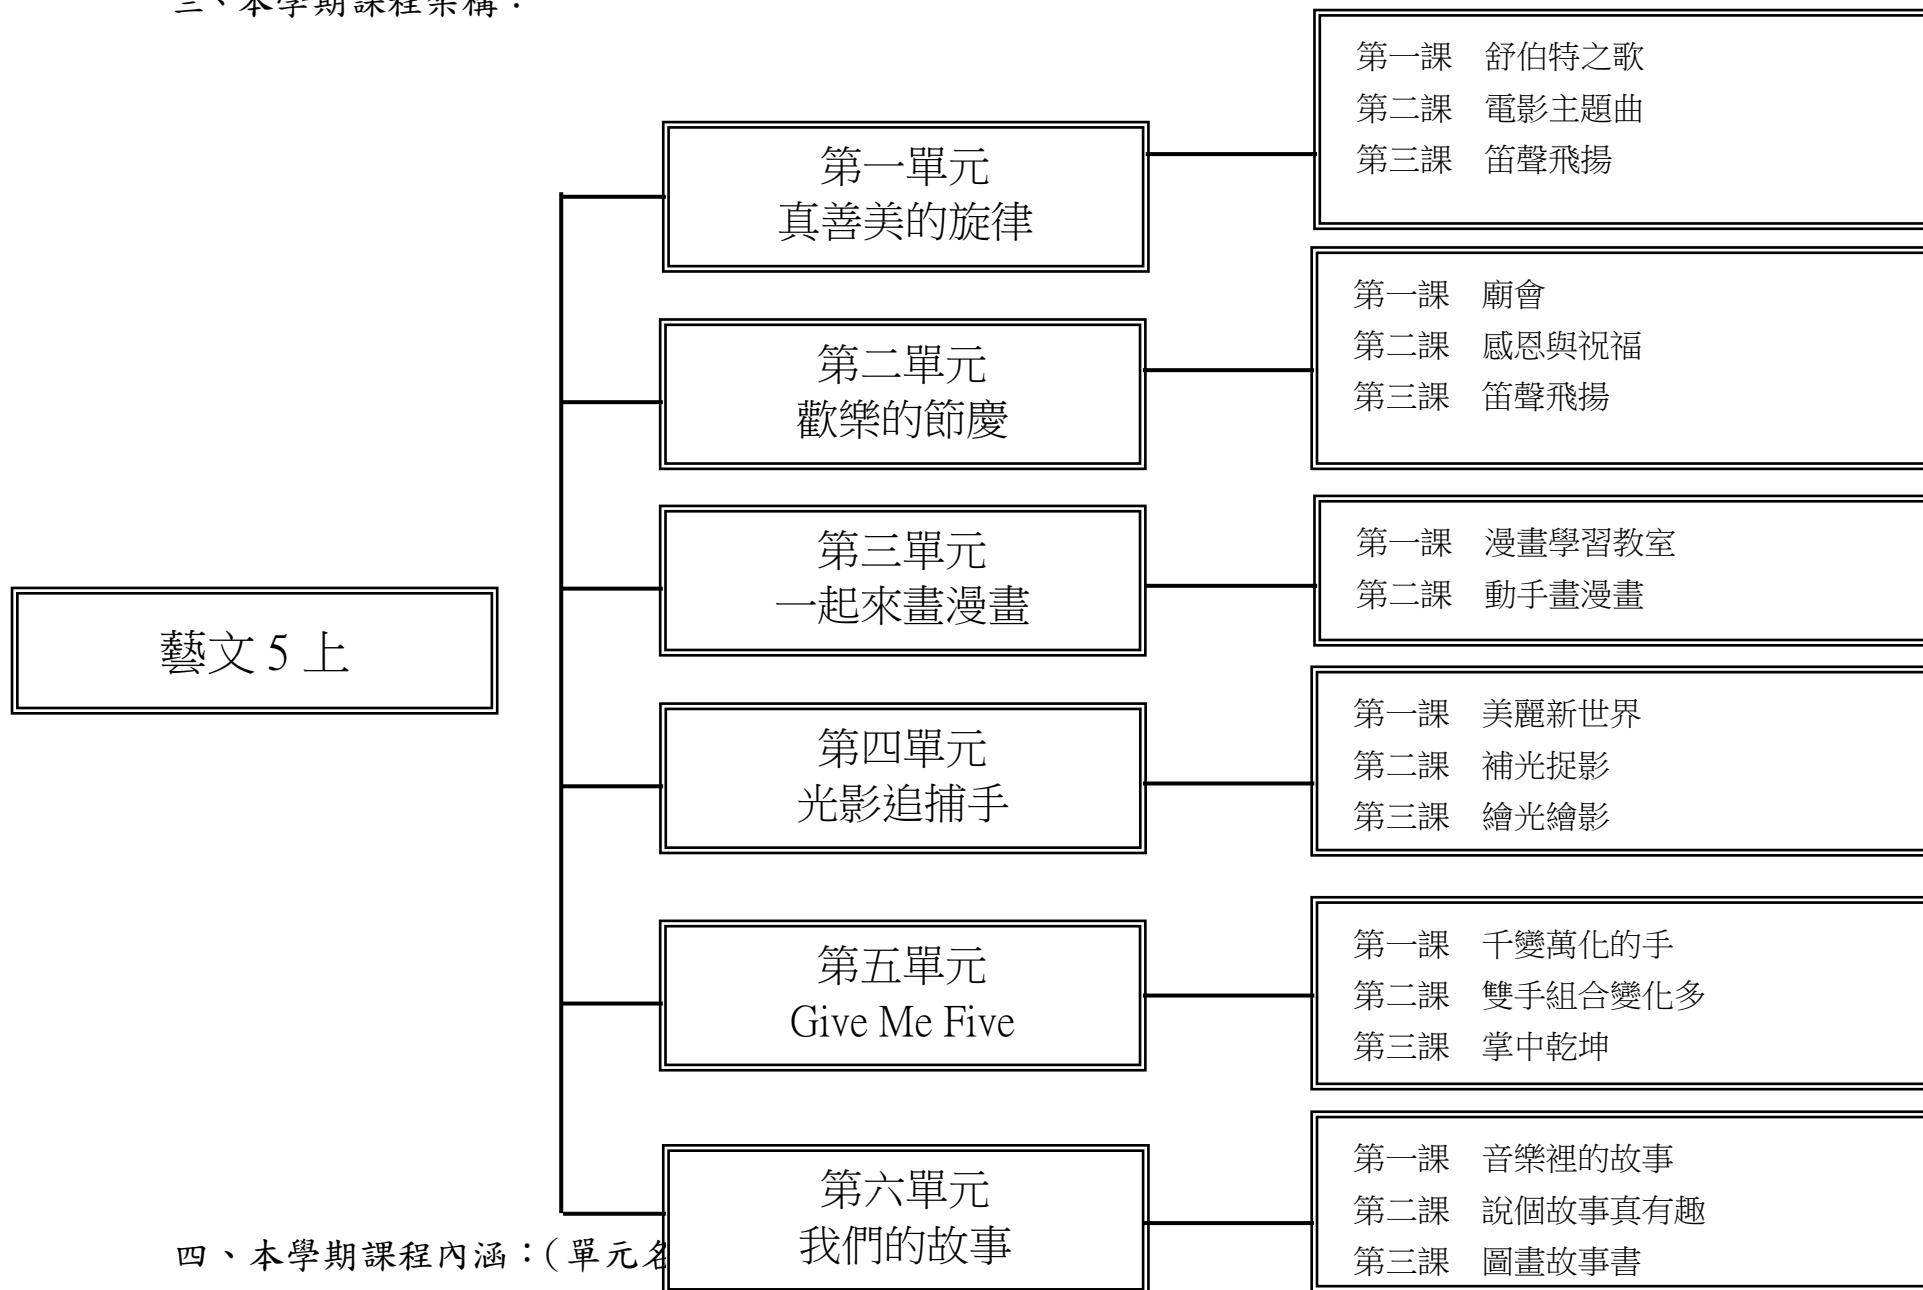 三、本學期課程架構：
藝文 5 上
第一單元
真善美的旋律
第一課　舒伯特之歌
第二課　電影主題曲
第三課　笛聲飛揚
第二單元
歡樂的節慶
第一課　廟會
第二課　感恩與祝福
第三課　笛聲飛揚
第三單元
一起來畫漫畫
第一課　漫畫學習教室
第二課　動手畫漫畫
第四單元
光影追捕手
第一課　美麗新世界
第二課　補光捉影
第三課　繪光繪影
第五單元
Give Me Five
第一課　千變萬化的手
第二課　雙手組合變化多
第三課　掌中乾坤
第六單元
我們的故事
第一課　音樂裡的故事
第二課　說個故事真有趣
第三課　圖畫故事書
四、本學期課程內涵：(單元名